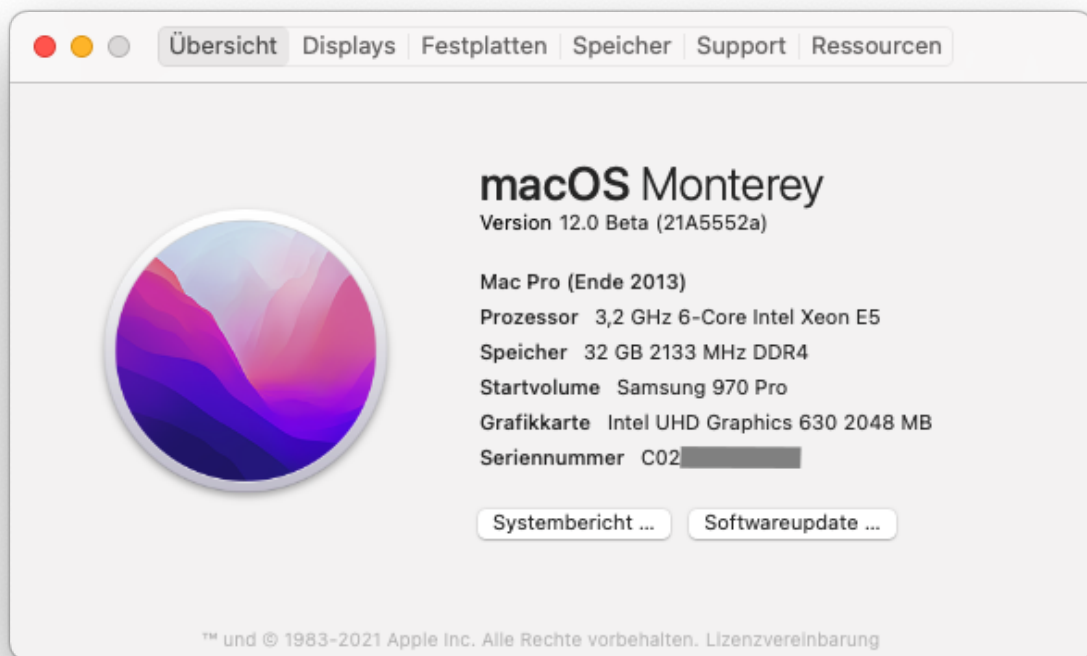 Übersicht Displays Festplatten Speicher Support Ressourcen
macOS Monterey
Version 12.0 Beta (21A5552a)
Mac Pro (Ende 2013)
Prozessor 3,2 GHz 6-Core Intel Xeon E5
Speicher 32 GB 2133 MHz DDR4
Startvolume Samsung 970 Pro
Grafikkarte Intel UHD Graphics 630 2048 MB
Seriennummer C02
Systembericht ... Softwareupdate ...
™ und © 1983-2021 Apple Inc. Alle Rechte vorbehalten. Lizenzvereinbarung